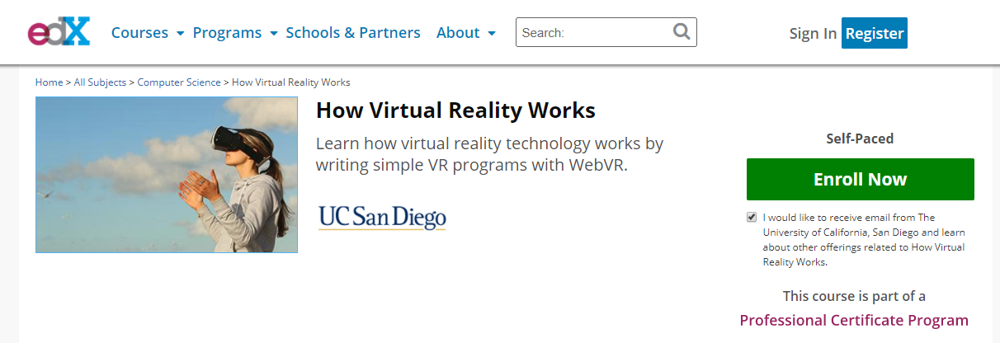 edX
Courses Programs Schools & Partners About Search: Sign In Register
Home > All Subjects > Computer Science > How Virtual Reality Works
How Virtual Reality Works
Learn how virtual reality technology works by
writing simple VR programs with WebVR.
UC San Diego
Self-Paced
Enroll Now
I would like to receive email from The
University of California, San Diego and learn
about other offerings related to How Virtual
Reality Works.
This course is part of a
Professional Certificate Program